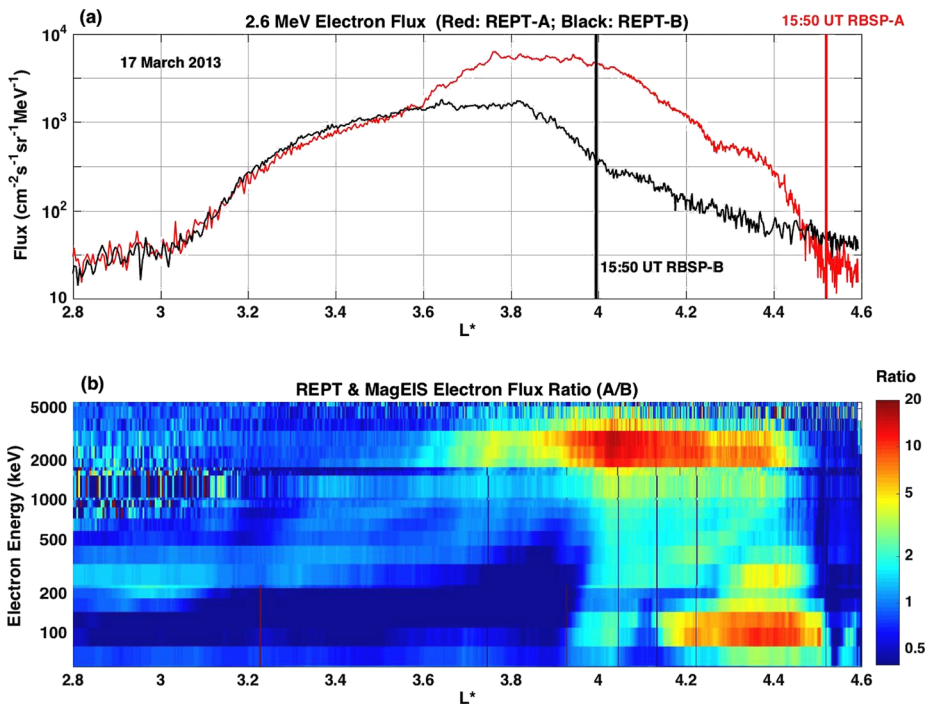 (a)
2.6 MeV Electron Flux (Red: REPT-A; Black: REPT-B)
15:50 UT RBSP-A
17 March 2013
10⁴
10³
10²
10
Flux (cm⁻²s⁻¹sr⁻¹MeV⁻¹)
15:50 UT RBSP-B
2.8 3 3.2 3.4 3.6 3.8 4 4.2 4.4 4.6
L*
(b)
REPT & MagEIS Electron Flux Ratio (A/B)
Ratio
5000
2000
1000
500
200
100
Electron Energy (keV)
20
10
5
2
1
0.5
2.8 3 3.2 3.4 3.6 3.8 4 4.2 4.4 4.6
L*